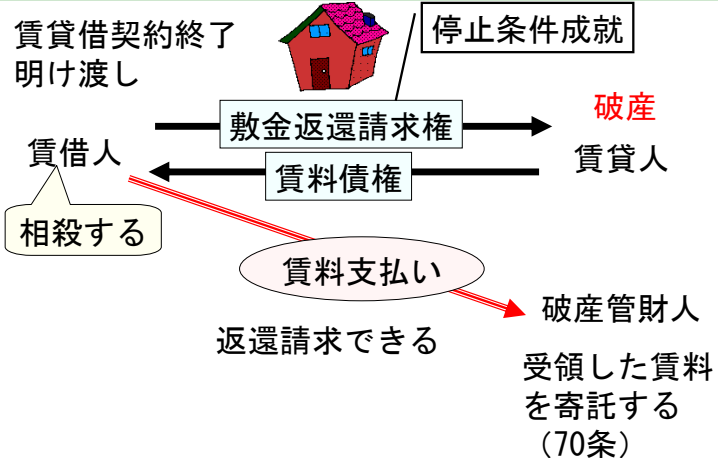 賃貸借契約終了
明け渡し
停止条件成就
敷金返還請求権
破産
賃借人
賃貸人
賃料債権
相殺する
賃料支払い
破産管財人
返還請求できる
受領した賃料
を寄託する
（70条）